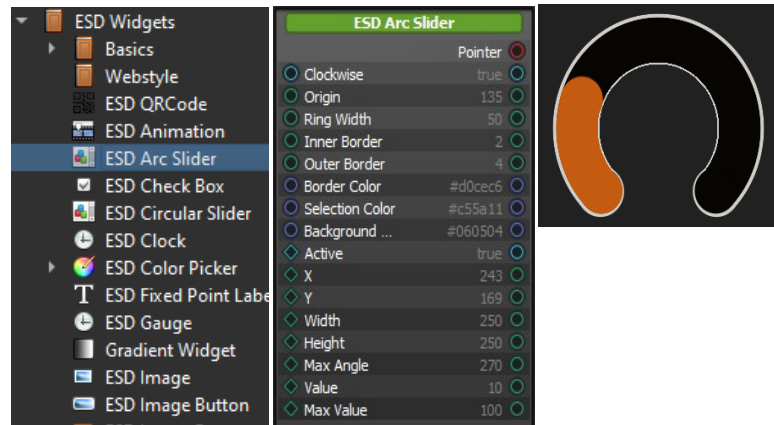 ESD Widgets
Basics
Webstyle
ESD QRCode
ESD Animation
ESD Arc Slider
ESD Check Box
ESD Circular Slider
ESD Clock
ESD Color Picker
ESD Fixed Point Labe
ESD Gauge
Gradient Widget
ESD Image
ESD Image Button
ESD Arc Slider
Pointer
Clockwise true
Origin 135
Ring Width 50
Inner Border 2
Outer Border 4
Border Color #d0cec6
Selection Color #c55a11
Background ... #060504
Active true
X 243
Y 169
Width 250
Height 250
Max Angle 270
Value 10
Max Value 100